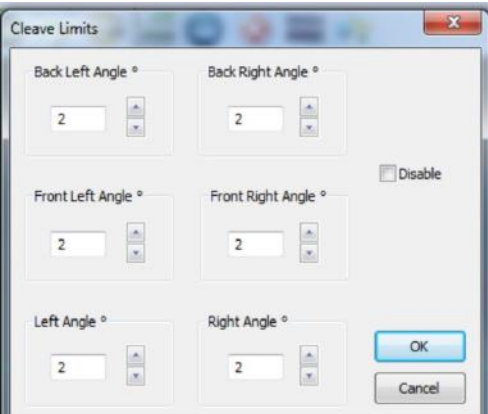 Cleave Limits
Back Left Angle º
Back Right Angle º
2
2
Disable
Front Left Angle º
Front Right Angle º
2
2
Left Angle º
Right Angle º
2
2
OK
Cancel